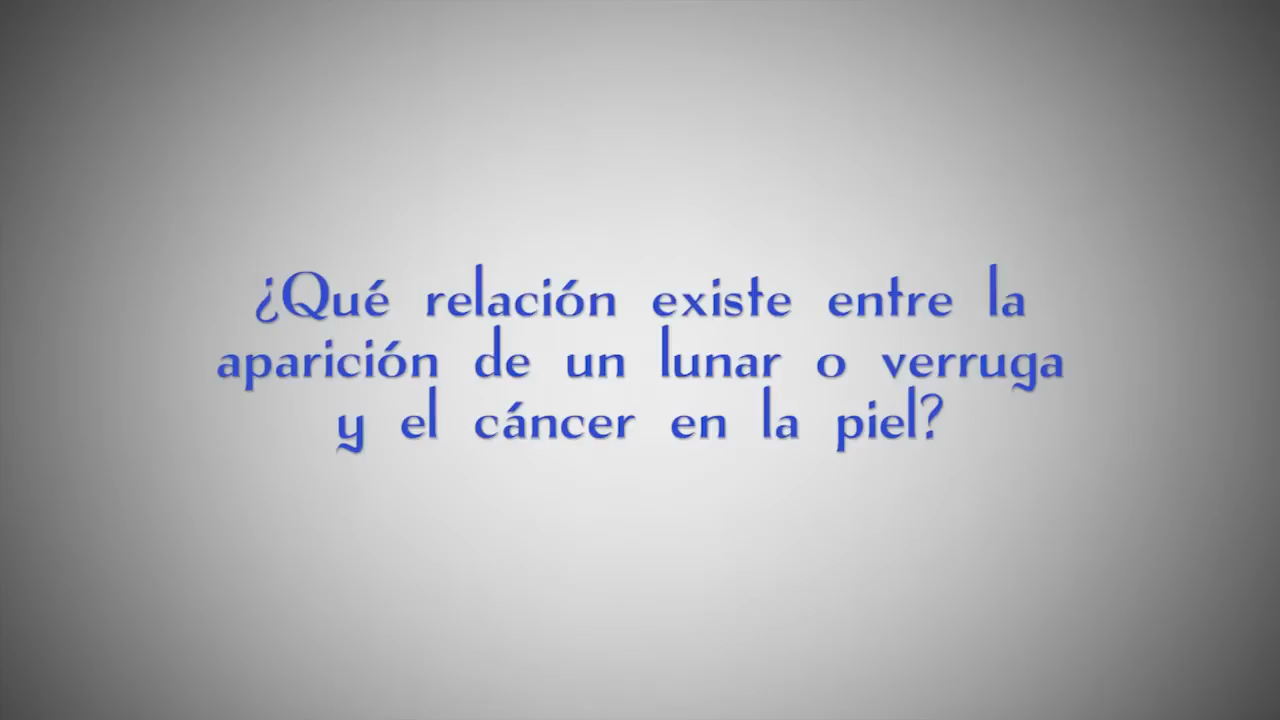 ¿Qué relación existe entre la
aparición de un lunar o verruga
y el cáncer en la piel?